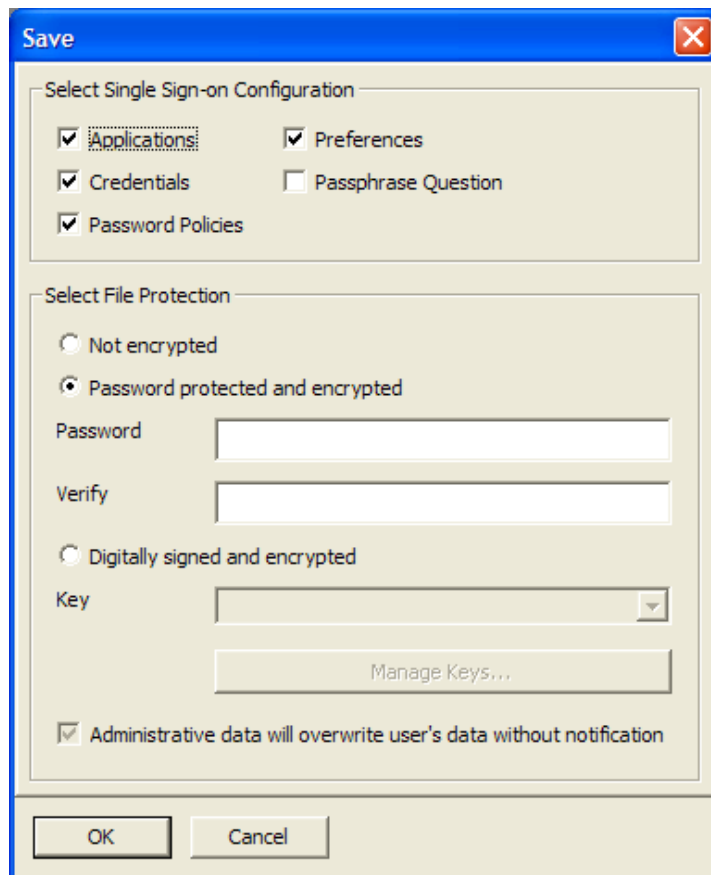 Save
Select Single Sign-on Configuration
Applications
Preferences
Credentials
Passphrase Question
Password Policies
Select File Protection
Not encrypted
Password protected and encrypted
Password
Verify
Digitally signed and encrypted
Key
Manage Keys...
Administrative data will overwrite user's data without notification
OK
Cancel